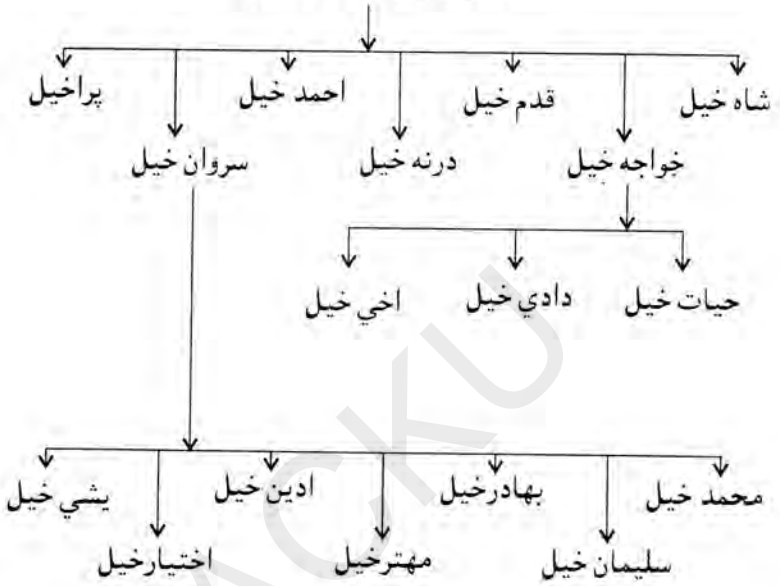 شاه خیل قدم خیل احمد خیل پراخیل
خواجه خیل درنه خیل سروان خیل
حیات خیل دادي خیل اخي خیل
محمد خیل بهادرخیل ادین خیل یشي خیل
سلیمان خیل مهترخیل اختیارخیل
ACKU